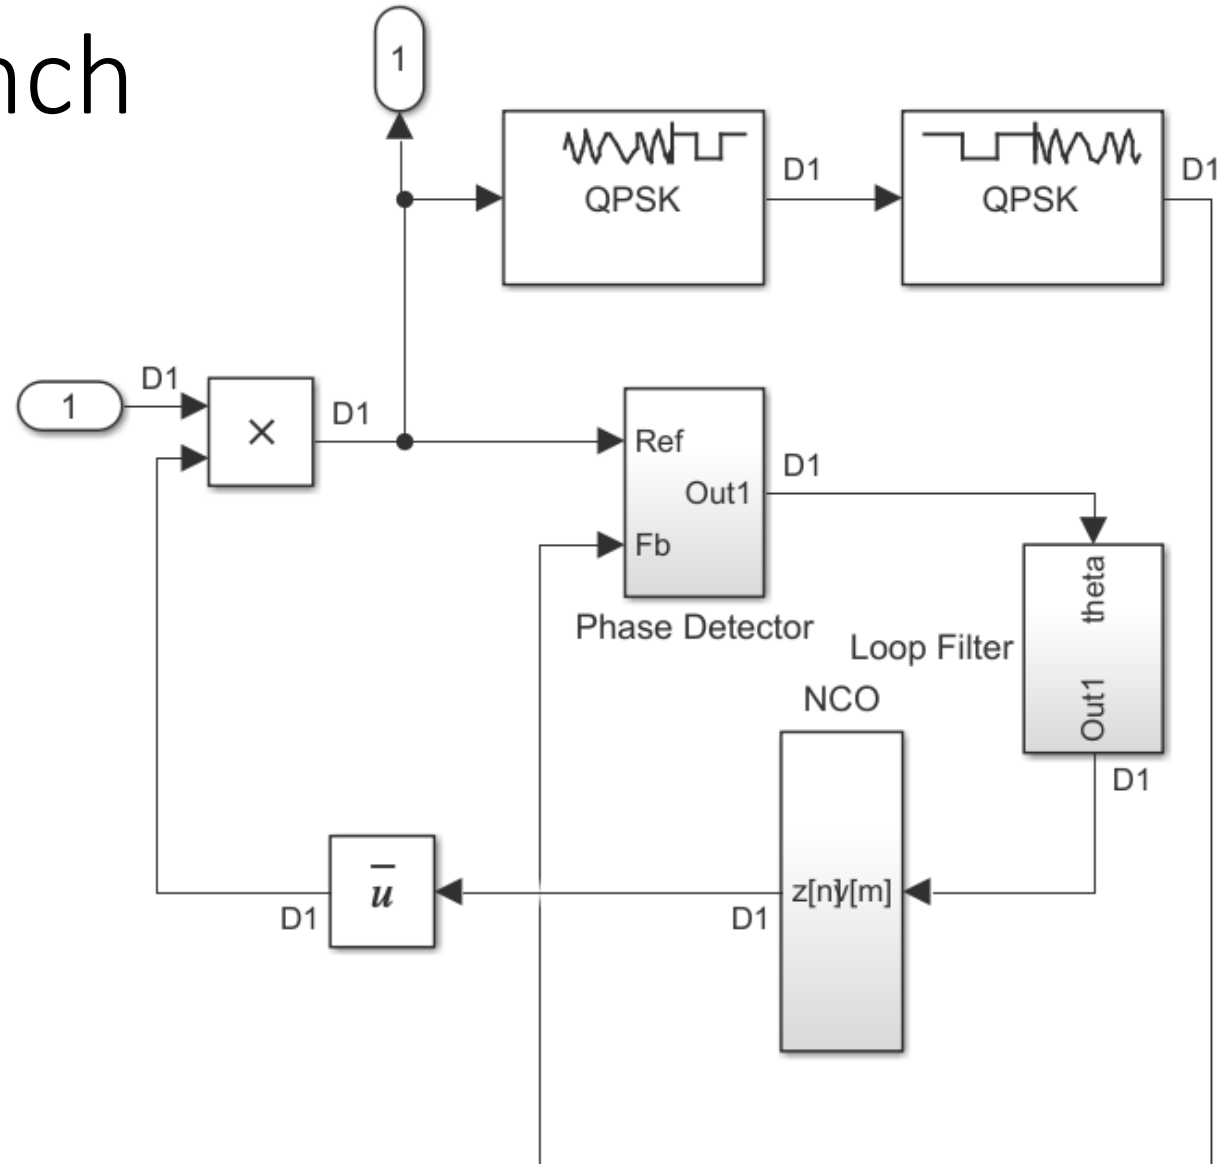 nch
1
QPSK
D1
QPSK
D1
1
D1
×
D1
Ref
Out1
Fb
D1
Phase Detector
theta
Out1
Loop Filter
D1
NCO
z[n]v[m]
D1
u
D1